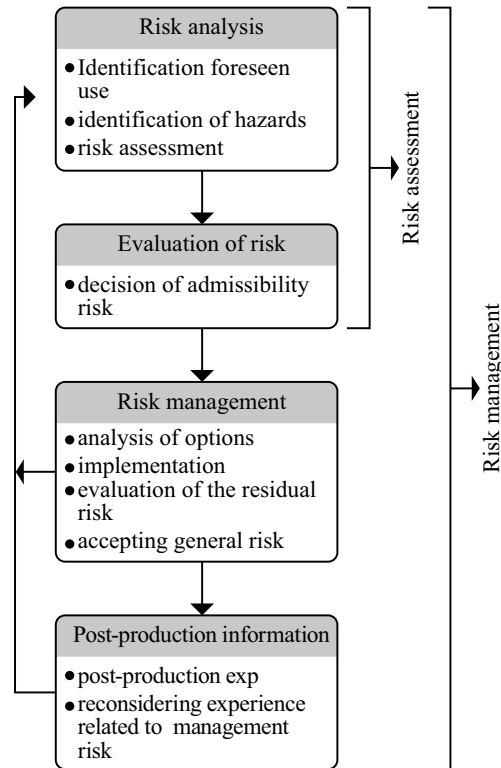 Risk analysis
• Identification foreseen
use
• identification of hazards
• risk assessment
Evaluation of risk
• decision of admissibility
risk
Risk management
• analysis of options
• implementation
• evaluation of the residual
risk
• accepting general risk
Post-production information
• post-production exp
• reconsidering experience
related to management
risk
Risk assessment
Risk management